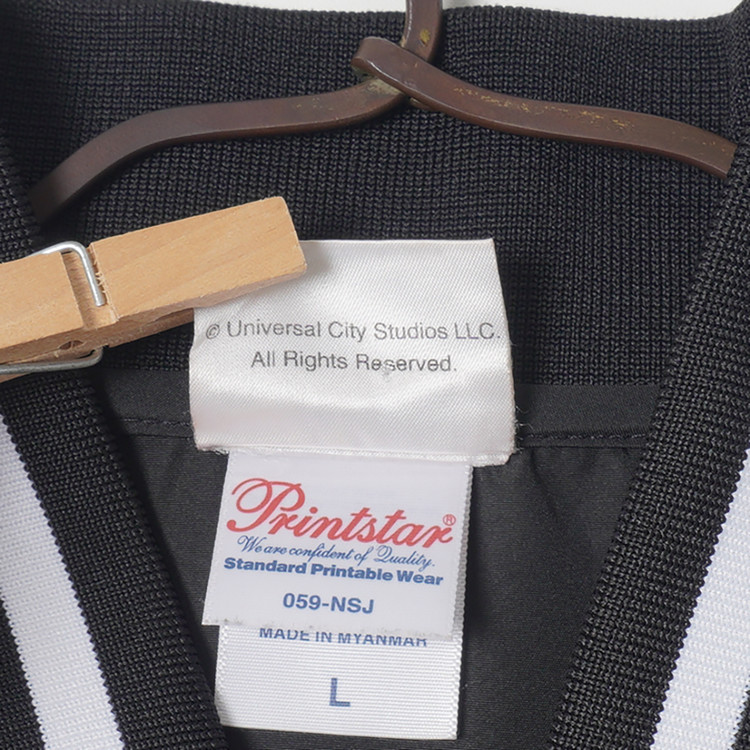 © Universal City Studios LLC.
All Rights Reserved.
Printstar®
We are confident of Quality.
Standard Printable Wear
059-NSJ
MADE IN MYANMAR
L